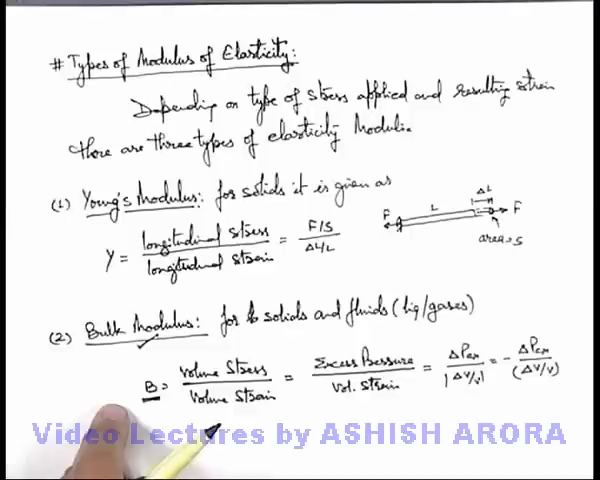 # Types of Modulus of Elasticity:
Depending on type of stress applied and resulting strain
there are three types of elasticity Moduli.
(1) Young's Modulus: for solids it is given as
Y = longitudinal stress / longitudinal strain = F/S / ΔL/L
F L ΔL F
area=s
(2) Bulk Modulus: for solids and fluids (liq/gases)
B = Volume Stress / Volume Strain = Excess Pressure / Vol. Strain = ΔPex / |ΔV/V| = - ΔPex / (ΔV/V)
Video Lectures by ASHISH ARORA